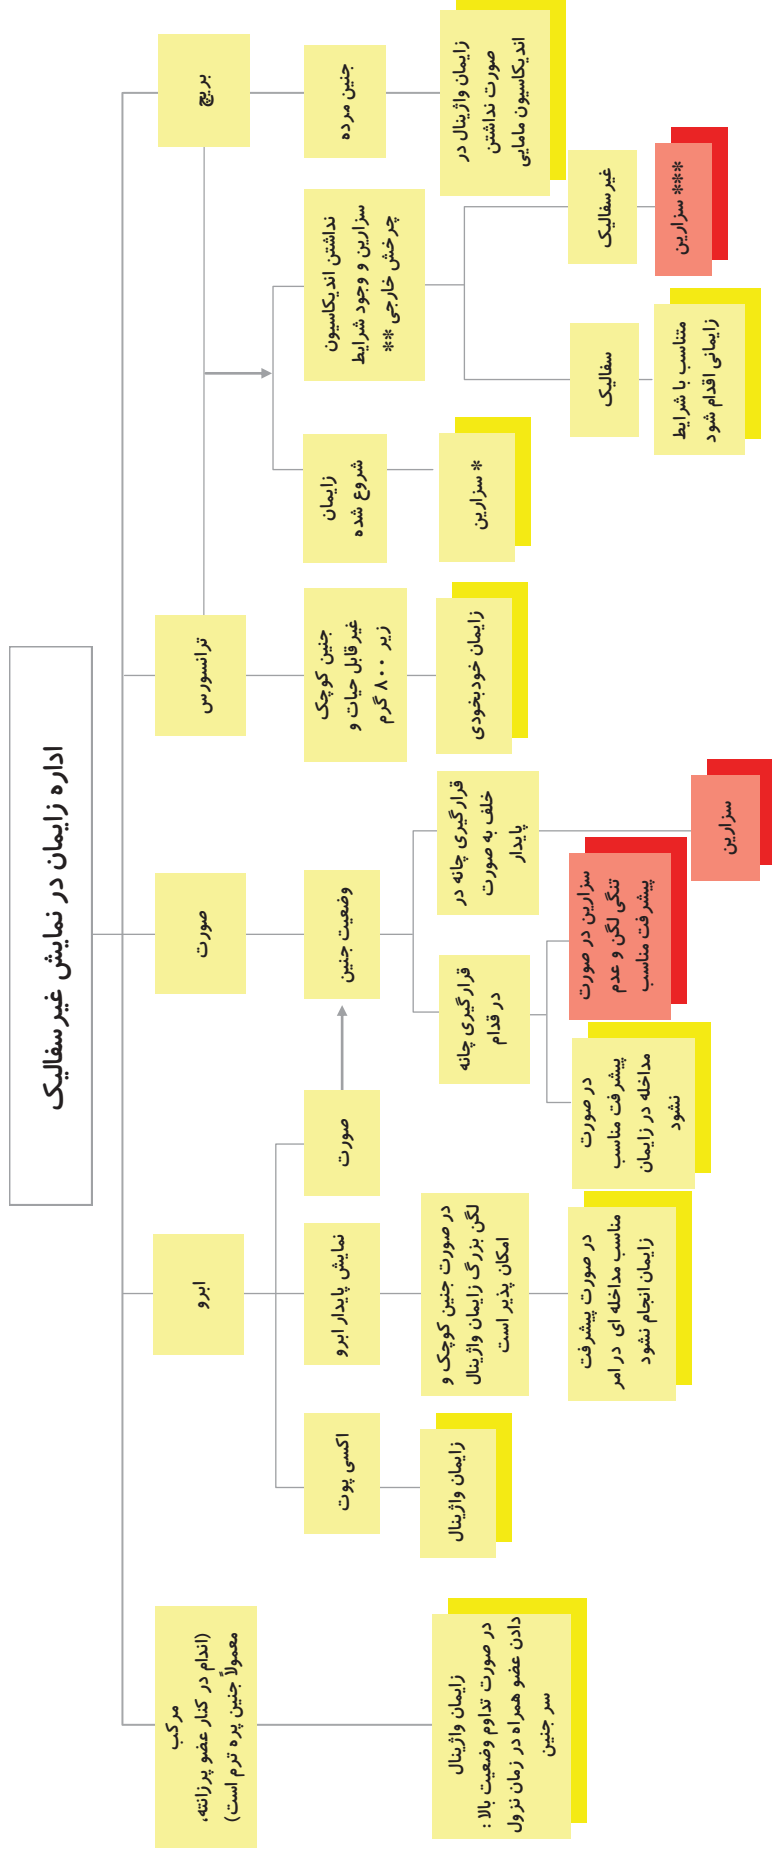 اداره زایمان در نمایش غیرسفالیک
بریچ
جنین مرده
زایمان واژینال در
صورت نداشتن
اندیکاسیون مامایی
نداشتن اندیکاسیون
سزارین و وجود شرایط
چرخش خارجی **
غیرسفالیک
*** سزارین
سفالیک
متناسب با شرایط
زایمانی اقدام شود
زایمان
شروع شده
* سزارین
ترانسورس
جنین کوچک
غیرقابل حیات و
زیر ۸۰۰ گرم
زایمان خودبخودی
صورت
وضعیت جنین
قرارگیری چانه در
خلف به صورت
پایدار
سزارین
قرارگیری چانه
در قدام
سزارین در صورت
تنگی لگن و عدم
پیشرفت مناسب
در صورت
پیشرفت مناسب
مداخله در زایمان
نشود
ابرو
صورت
نمایش پایدار ابرو
در صورت جنین کوچک و
لگن بزرگ زایمان واژینال
امکان پذیر است
در صورت پیشرفت
مناسب مداخله ای در امر
زایمان انجام نشود
اکسی پوت
زایمان واژینال
مرکب
(اندام در کنار عضو پرزانته،
معمولاً جنین پره ترم است)
زایمان واژینال
در صورت تداوم وضعیت بالا :
دادن عضو همراه در زمان نزول
سر جنین